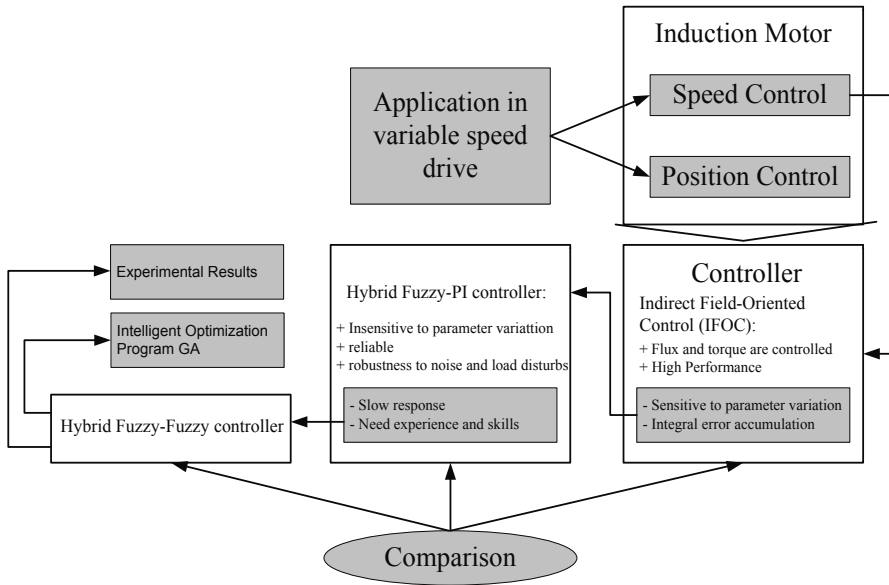 Induction Motor
Application in
variable speed
drive
Speed Control
Position Control
Experimental Results
Intelligent Optimization
Program GA
Hybrid Fuzzy-Fuzzy controller
Hybrid Fuzzy-PI controller:
+ Insensitive to parameter variattion
+ reliable
+ robustness to noise and load disturbs
- Slow response
- Need experience and skills
Controller
Indirect Field-Oriented
Control (IFOC):
+ Flux and torque are controlled
+ High Performance
- Sensitive to parameter variation
- Integral error accumulation
Comparison